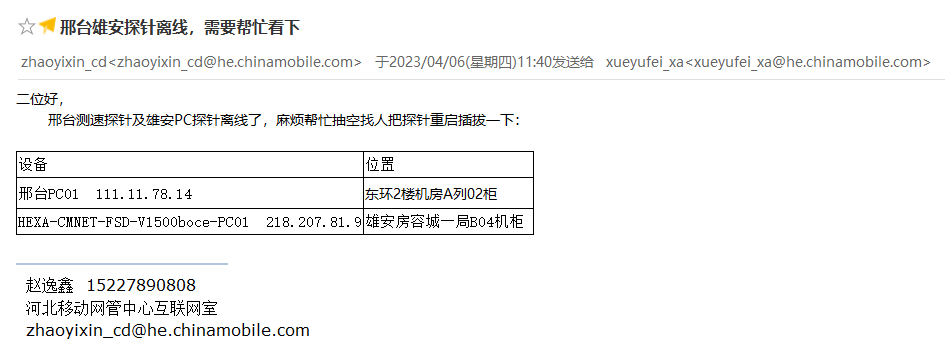 邢台雄安探针离线，需要帮忙看下
zhaoyixin_cd<zhaoyixin_cd@he.chinamobile.com> 于2023/04/06(星期四)11:40发送给 xueyufei_xa<xueyufei_xa@he.chinamobile.com>
二位好，
邢台测速探针及雄安PC探针离线了，麻烦帮忙抽空找人把探针重启插拔一下：
设备 位置
邢台PC01 111.11.78.14 东环2楼机房A列02柜
HEXA-CMNET-FSD-V1500boce-PC01 218.207.81.9 雄安房容城一局B04机柜
赵逸鑫 15227890808
河北移动网管中心互联网室
zhaoyixin_cd@he.chinamobile.com